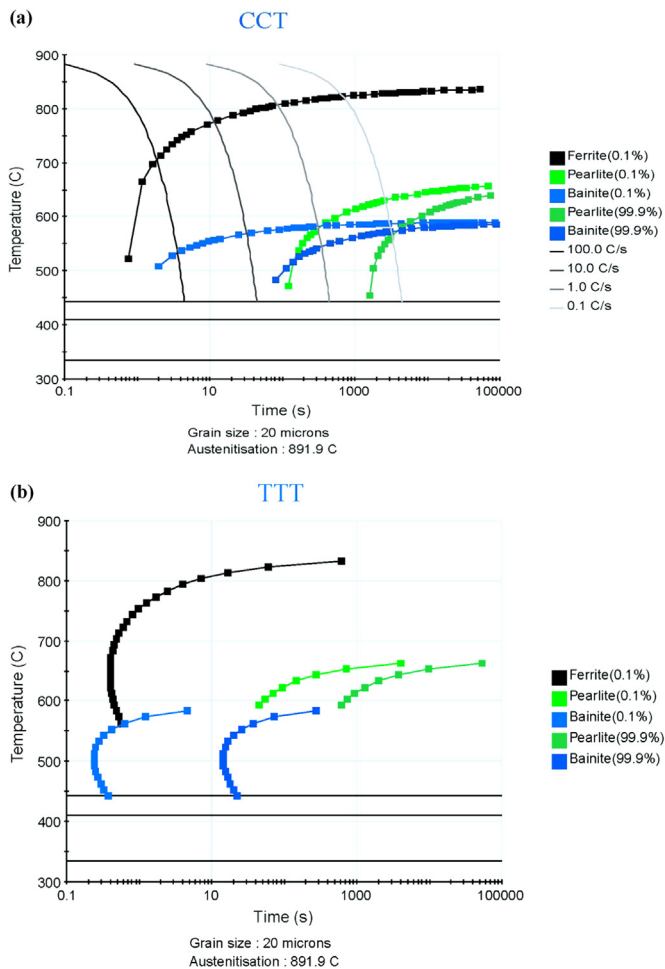 (a)
CCT
900
800
700
600
500
400
300
Temperature (C)
0.1
10
1000
100000
Time (s)
Grain size : 20 microns
Austenitisation : 891.9 C
Ferrite(0.1%)
Pearlite(0.1%)
Bainite(0.1%)
Pearlite(99.9%)
Bainite(99.9%)
100.0 C/s
10.0 C/s
1.0 C/s
0.1 C/s
(b)
TTT
900
800
700
600
500
400
300
Temperature (C)
0.1
10
1000
100000
Time (s)
Grain size : 20 microns
Austenitisation : 891.9 C
Ferrite(0.1%)
Pearlite(0.1%)
Bainite(0.1%)
Pearlite(99.9%)
Bainite(99.9%)